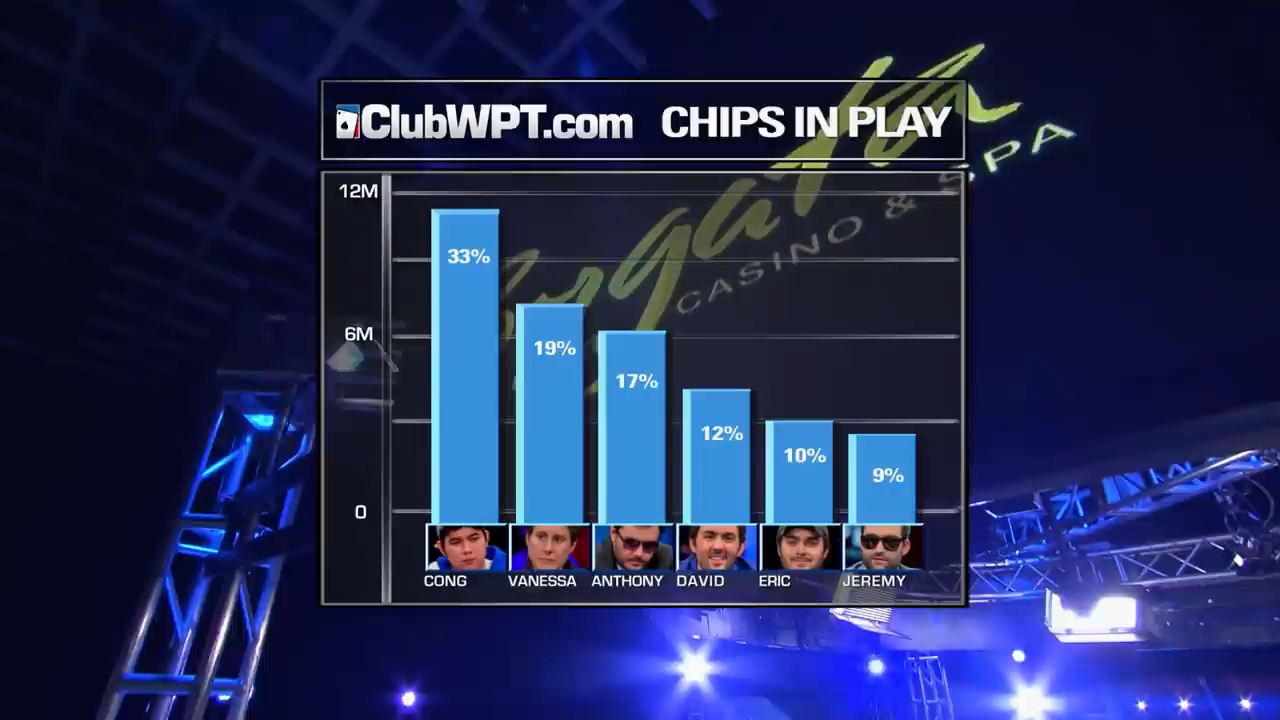 ClubWPT.com CHIPS IN PLAY
12M
6M
0
33%
19%
17%
12%
10%
9%
CONG VANESSA ANTHONY DAVID ERIC JEREMY
CASINO & SPA